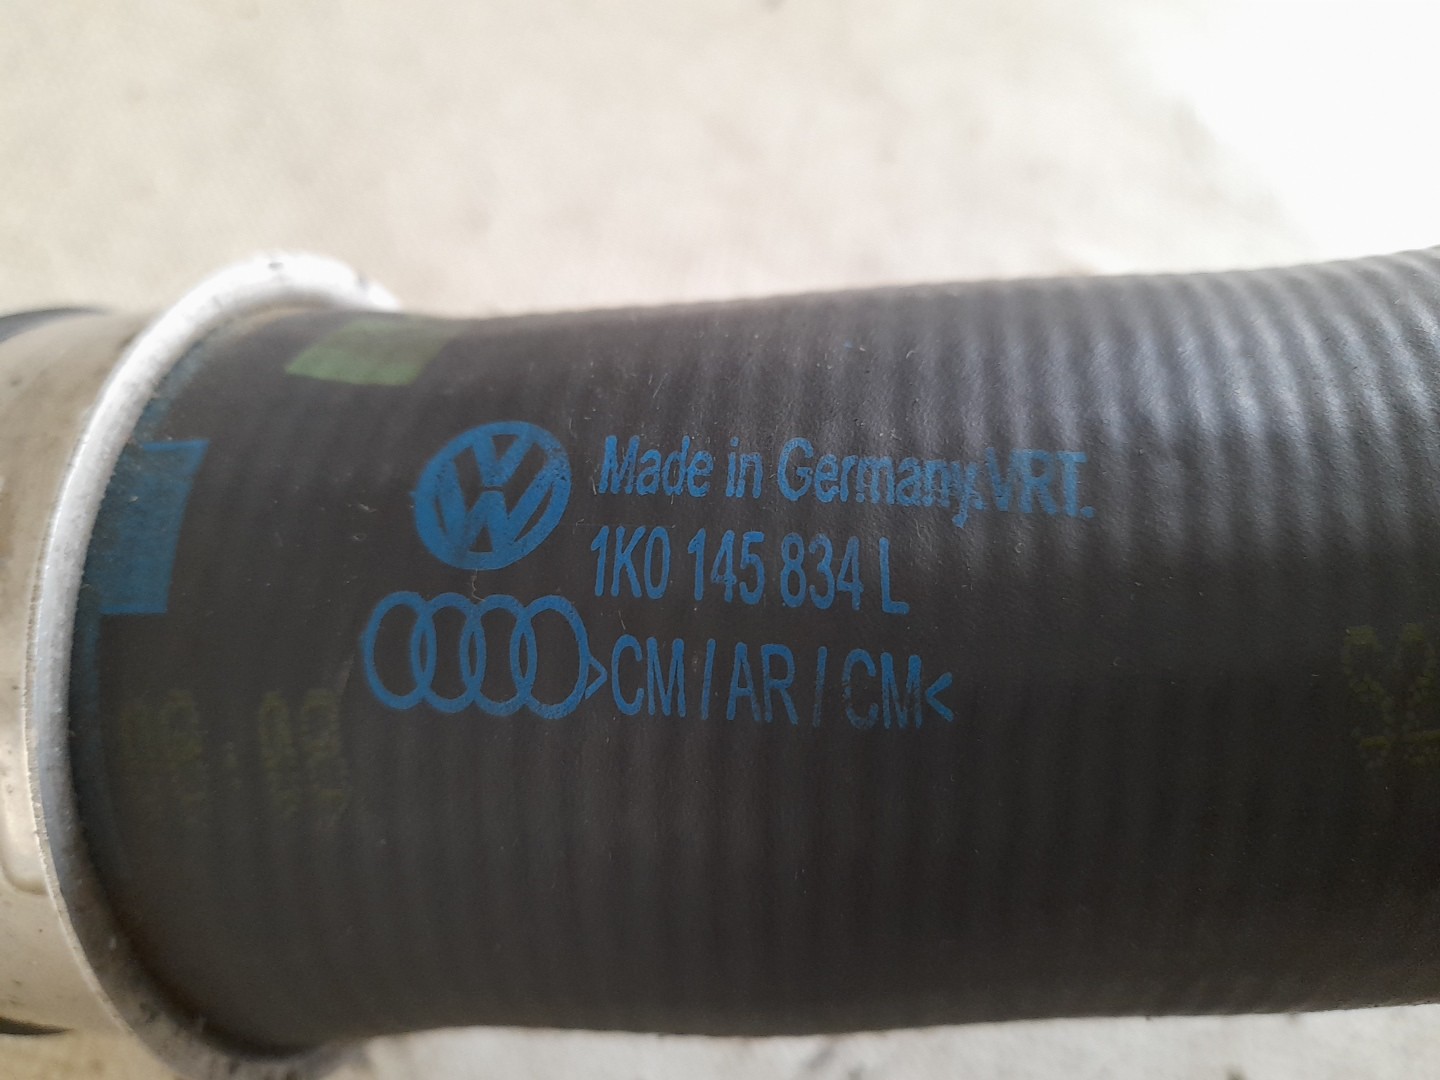 Made in Germany.VRT.
1K0 145 834 L
>CM/AR/CM<